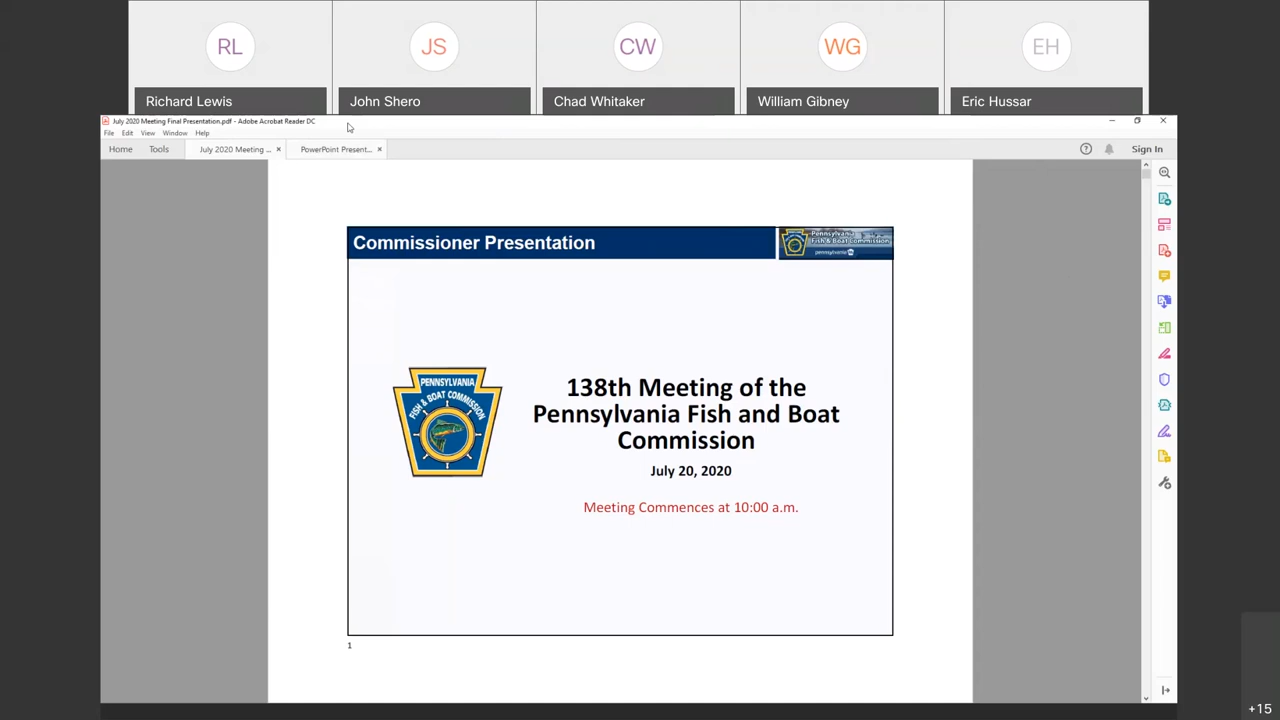 RL
JS
CW
WG
EH
Richard Lewis
John Shero
Chad Whitaker
William Gibney
Eric Hussar
July 2020 Meeting Final Presentation.pdf - Adobe Acrobat Reader DC
File Edit View Window Help
Home Tools July 2020 Meeting ... × PowerPoint Present... × Sign In
Commissioner Presentation
Pennsylvania
Fish & Boat Commission
pennsylvania
PENNSYLVANIA
FISH & BOAT COMMISSION
138th Meeting of the
Pennsylvania Fish and Boat
Commission
July 20, 2020
Meeting Commences at 10:00 a.m.
1
+15